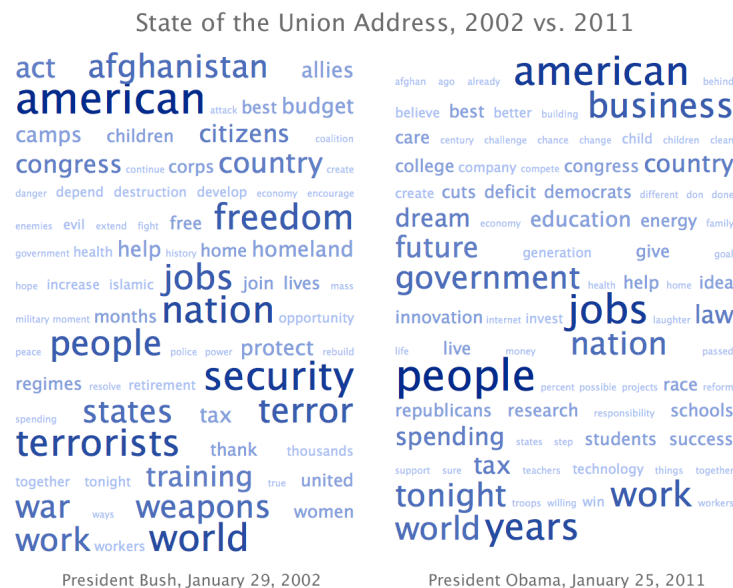 State of the Union Address, 2002 vs. 2011
act afghanistan allies
american attack best budget
camps children citizens coalition
congress continue corps country create
danger depend destruction develop economy encourage
enemies evil extend fight free freedom
government health help history home homeland
hope increase islamic jobs join lives mass
military moment months nation opportunity
peace people police power protect rebuild
regimes resolve retirement security
spending states tax terror
terrorists thank thousands
together tonight training true united
war ways weapons women
work workers world
President Bush, January 29, 2002
afghan ago already american behind
believe best better building business
care century challenge chance change child children clean
college company compete congress country
create cuts deficit democrats different don done
dream economy education energy family
future generation give goal
government health help home idea
innovation internet invest jobs laughter law
life live money nation passed
people percent possible projects race reform
republicans research responsibility schools
spending states step students success
support sure tax teachers technology things together
tonight troops willing win work workers
world years
President Obama, January 25, 2011